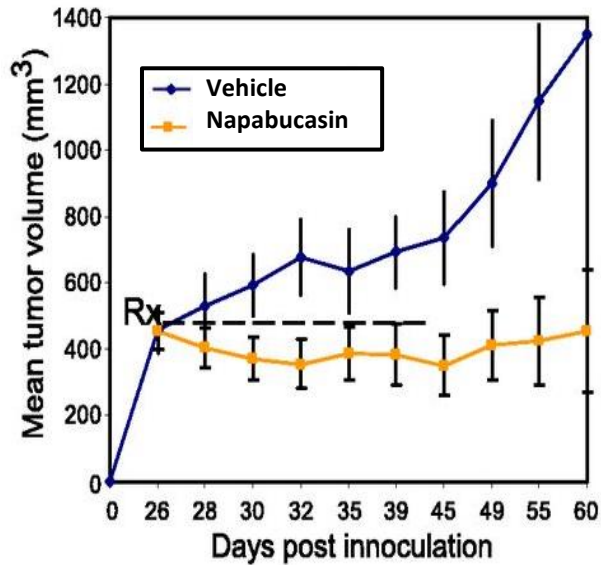 1400
1200
1000
800
600
400
200
0
Mean tumor volume (mm³)
Vehicle
Napabucasin
Rx
0 26 28 30 32 35 39 45 49 55 60
Days post innoculation